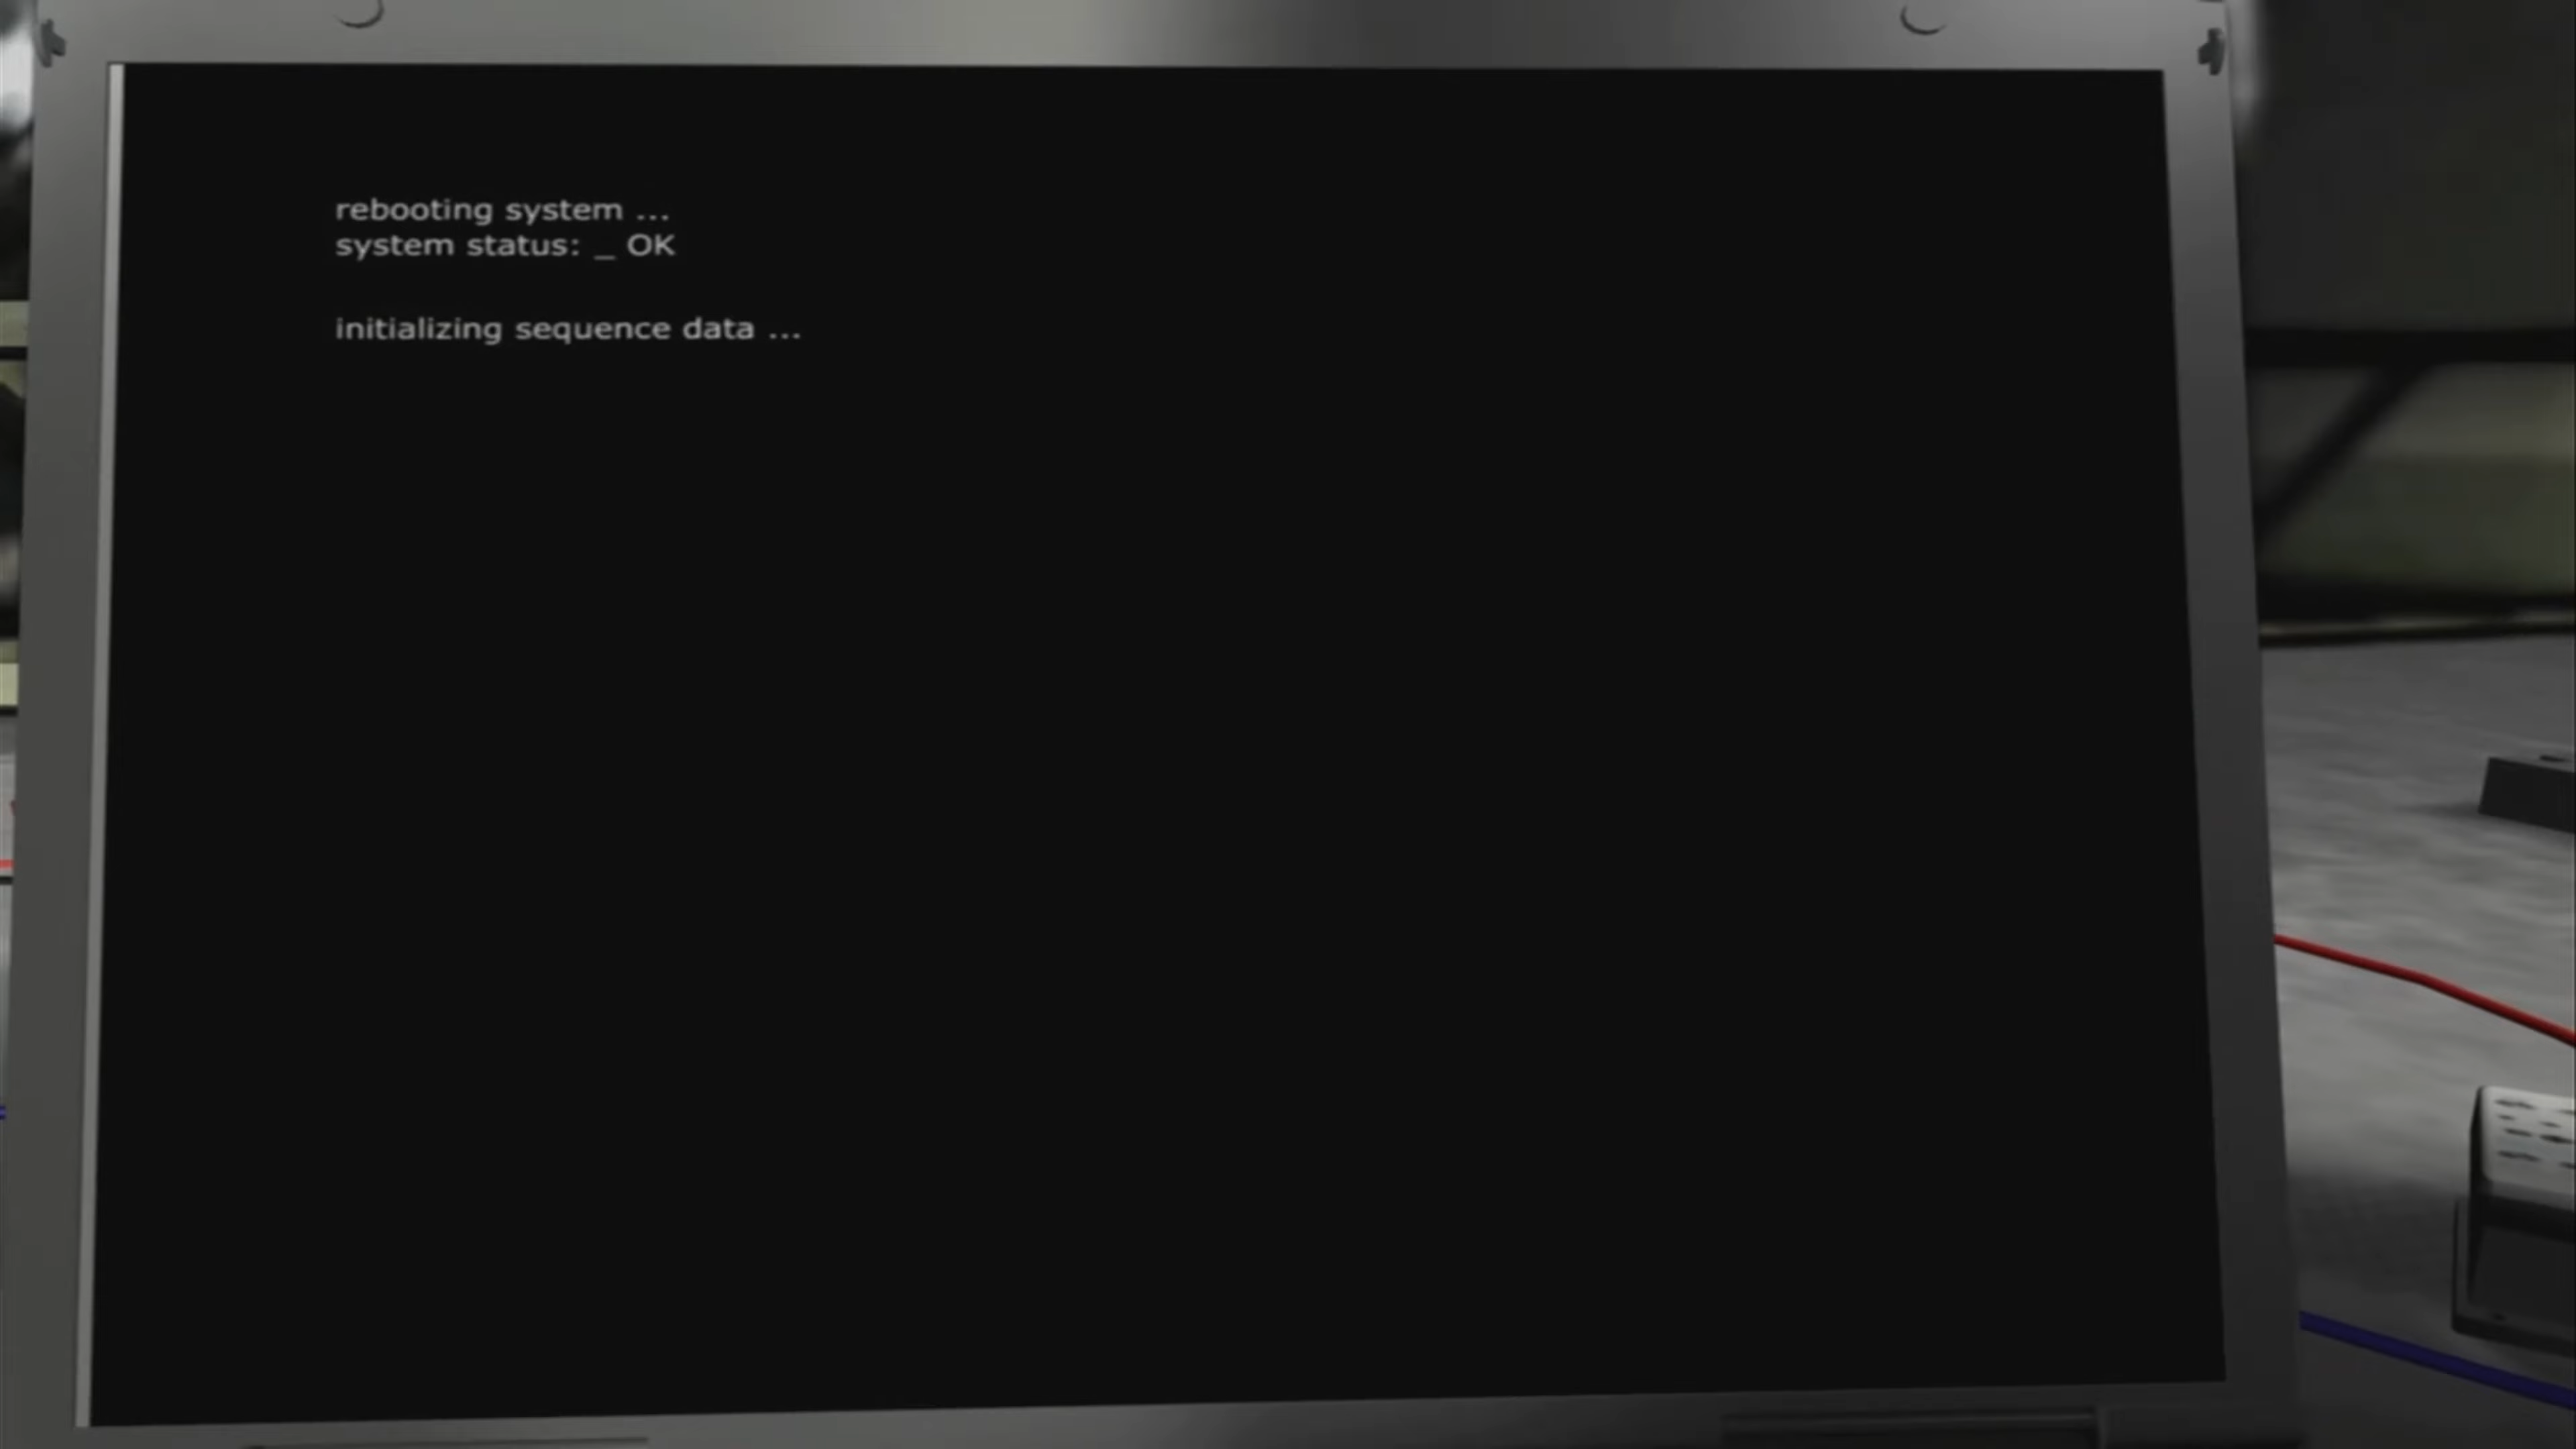 rebooting system ...
system status: _ OK
initializing sequence data ...